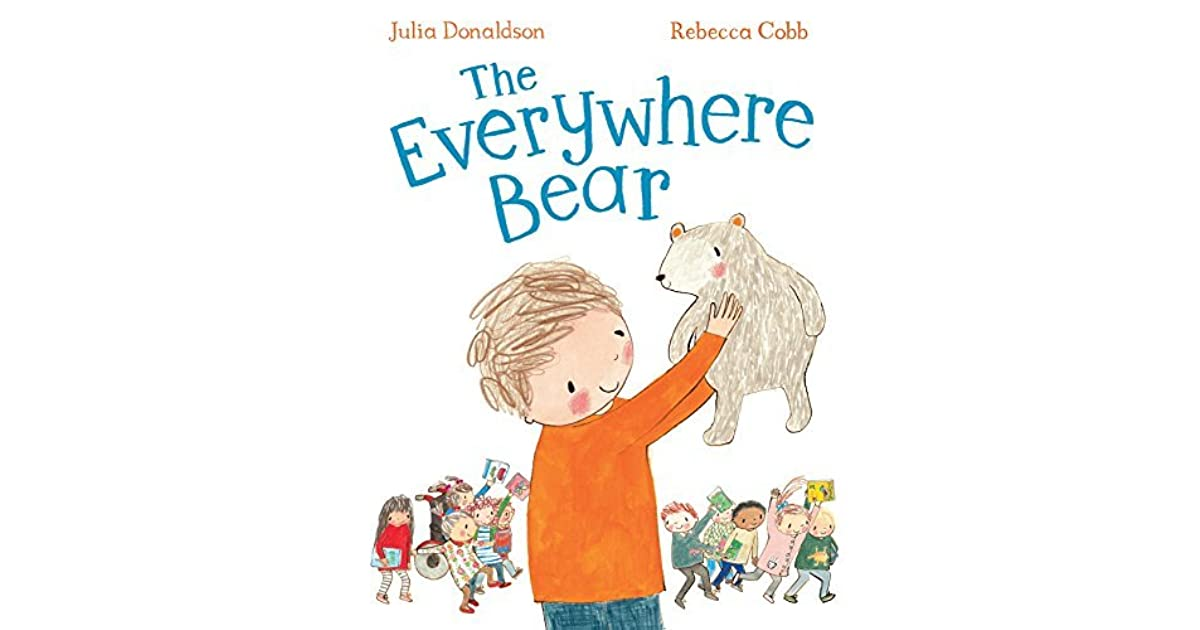 Julia Donaldson
Rebecca Cobb
The
Everywhere
Bear